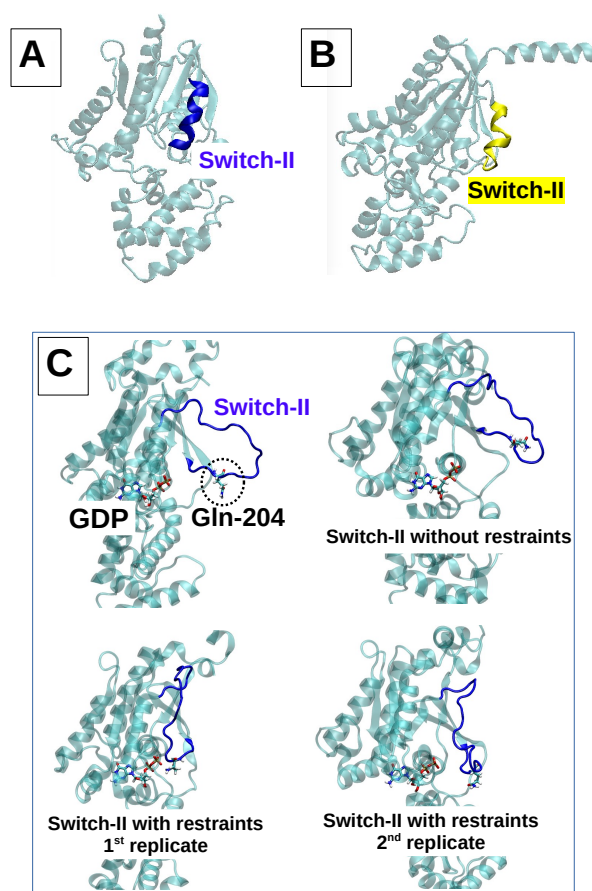 A
B
Switch-II
Switch-II
C
Switch-II
GDP
Gln-204
Switch-II without restraints
Switch-II with restraints
1st replicate
Switch-II with restraints
2nd replicate